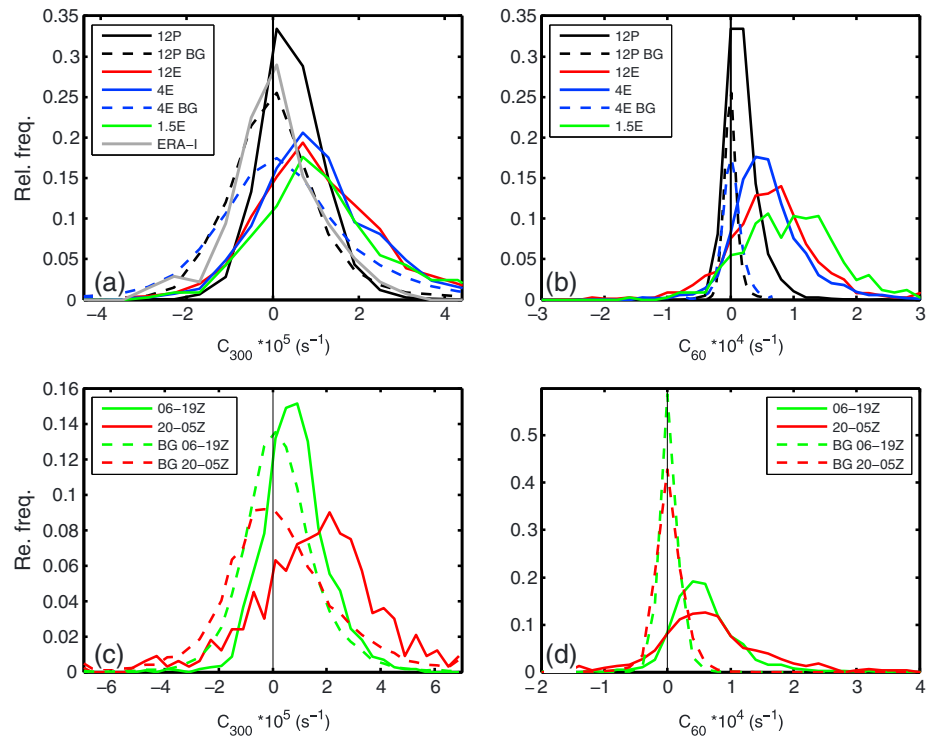 0.35
0.3
0.25
0.2
0.15
0.1
0.05
0
Rel. freq.
12P
12P BG
12E
4E
4E BG
1.5E
ERA−I
(a)
−4 −2 0 2 4
C300 *10^5 (s^−1)
0.35
0.3
0.25
0.2
0.15
0.1
0.05
0
12P
12P BG
12E
4E
4E BG
1.5E
(b)
−3 −2 −1 0 1 2 3
C60 *10^4 (s^−1)
0.16
0.14
0.12
0.1
0.08
0.06
0.04
0.02
0
Re. freq.
06−19Z
20−05Z
BG 06−19Z
BG 20−05Z
(c)
−6 −4 −2 0 2 4 6
C300 *10^5 (s^−1)
0.5
0.4
0.3
0.2
0.1
0
06−19Z
20−05Z
BG 06−19Z
BG 20−05Z
(d)
−2 −1 0 1 2 3 4
C60 *10^4 (s^−1)